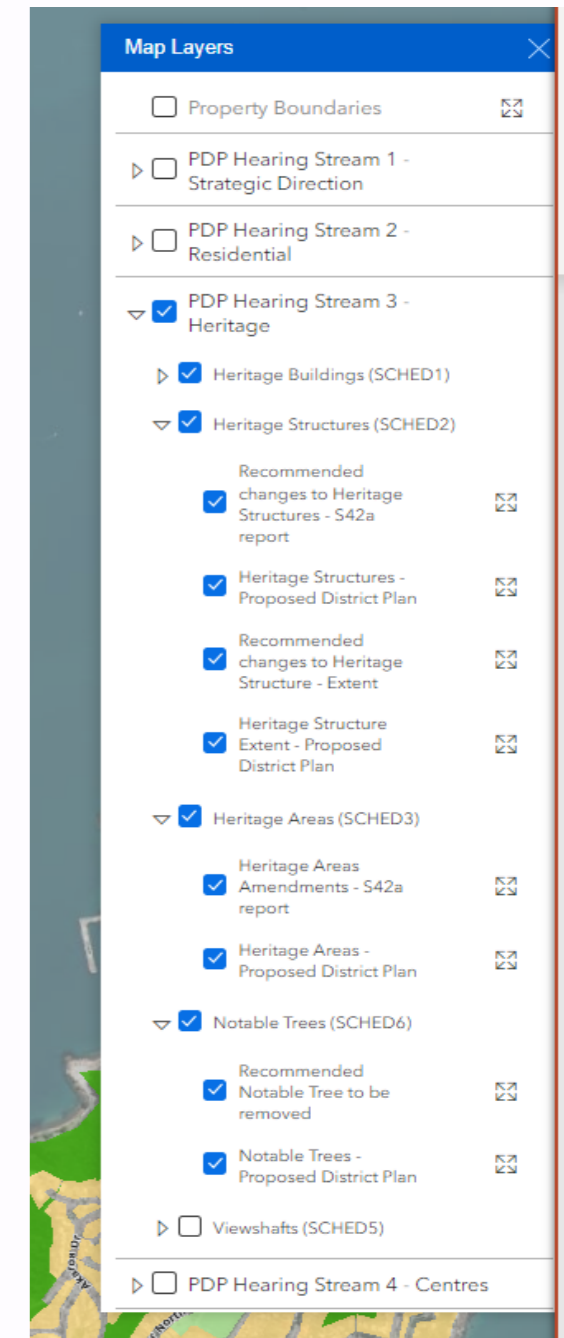 Map Layers
Property Boundaries
PDP Hearing Stream 1 -
Strategic Direction
PDP Hearing Stream 2 -
Residential
PDP Hearing Stream 3 -
Heritage
Heritage Buildings (SCHED1)
Heritage Structures (SCHED2)
Recommended
changes to Heritage
Structures - S42a
report
Heritage Structures -
Proposed District Plan
Recommended
changes to Heritage
Structure - Extent
Heritage Structure
Extent - Proposed
District Plan
Heritage Areas (SCHED3)
Heritage Areas
Amendments - S42a
report
Heritage Areas -
Proposed District Plan
Notable Trees (SCHED6)
Recommended
Notable Tree to be
removed
Notable Trees -
Proposed District Plan
Viewshafts (SCHED5)
PDP Hearing Stream 4 - Centres